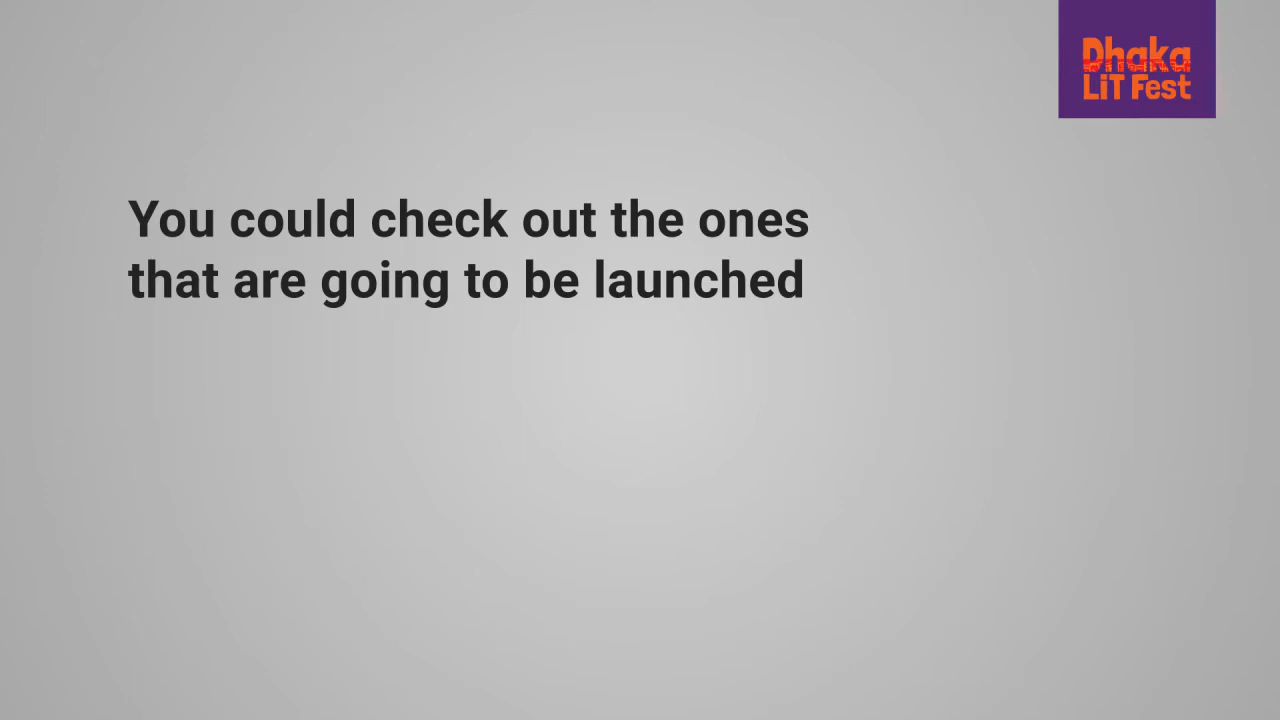 Dhaka
LiT Fest
You could check out the ones
that are going to be launched